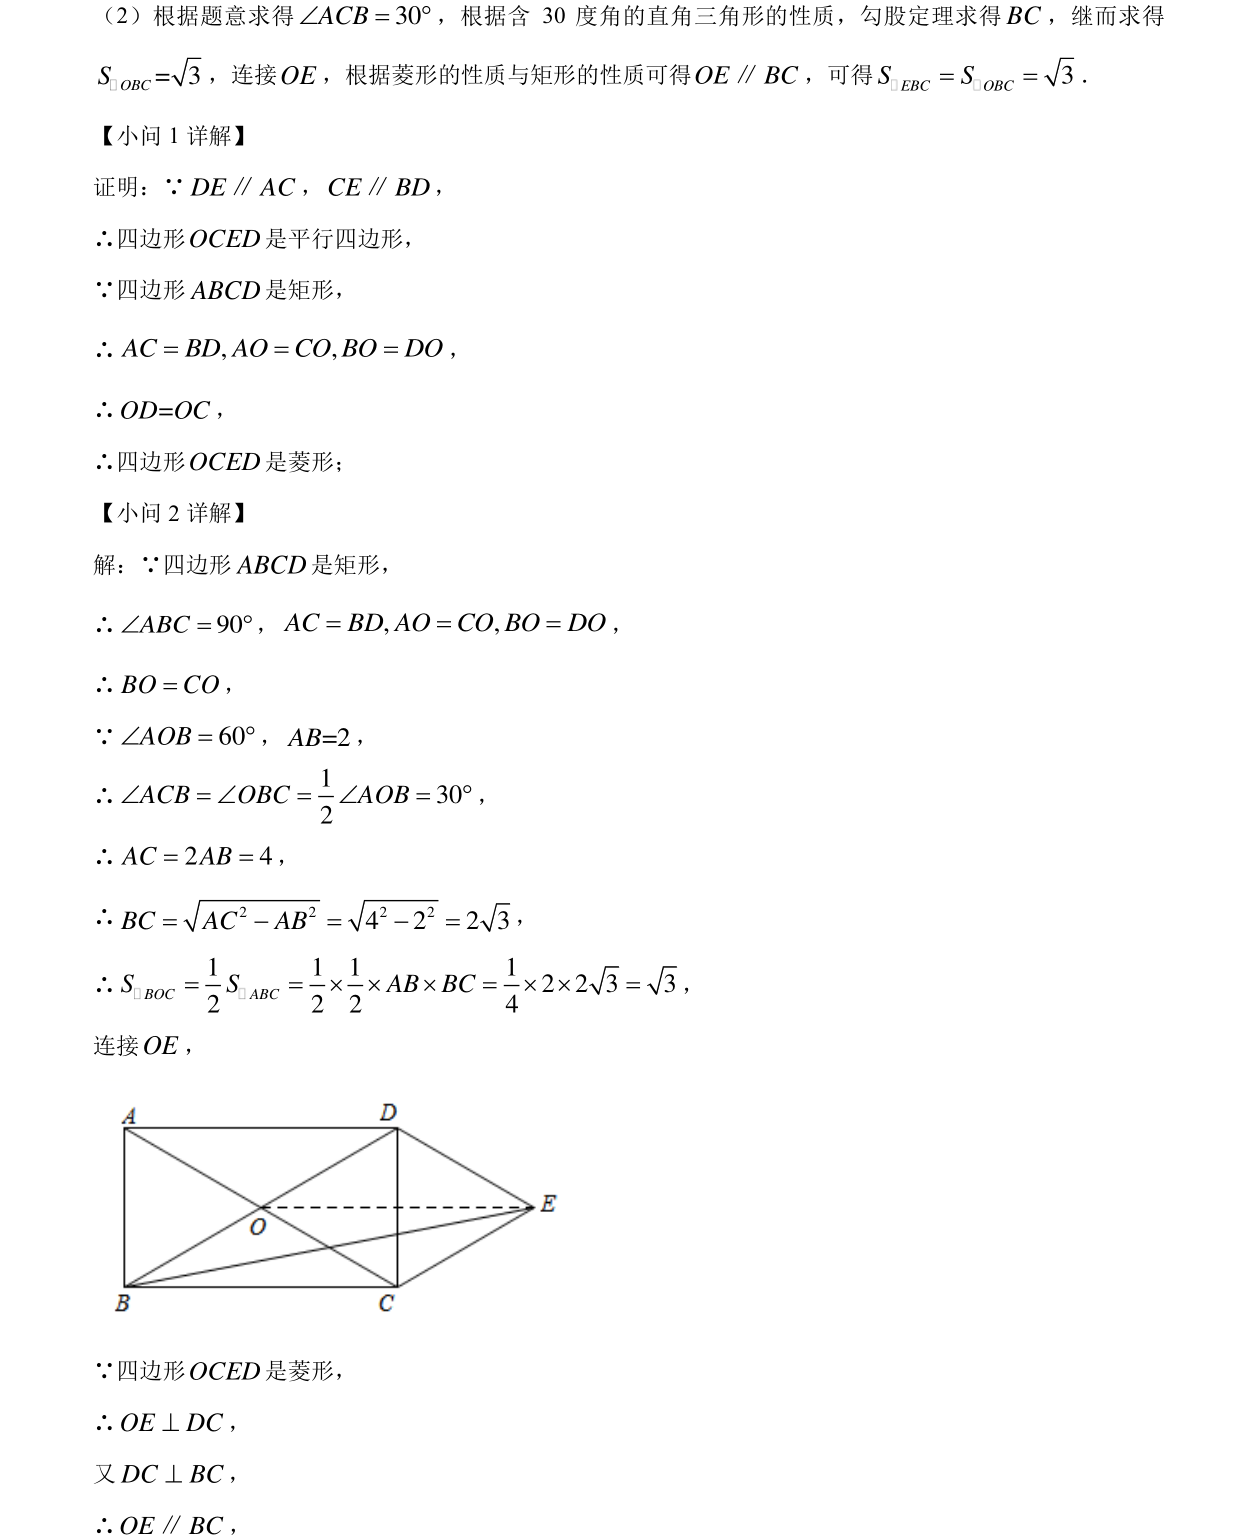 （2）根据题意求得∠ACB = 30°，根据含 30 度角的直角三角形的性质，勾股定理求得BC，继而求得
S□OBC=√3，连接OE，根据菱形的性质与矩形的性质可得OE∥BC，可得S□EBC = S□OBC = √3．
【小问 1 详解】
证明：∵DE∥AC，CE∥BD，
∴四边形OCED是平行四边形，
∵四边形ABCD是矩形，
∴AC = BD, AO = CO, BO = DO，
∴OD=OC，
∴四边形OCED是菱形；
【小问 2 详解】
解：∵四边形ABCD是矩形，
∴∠ABC = 90°，AC = BD, AO = CO, BO = DO，
∴BO = CO，
∵∠AOB = 60°，AB=2，
∴∠ACB = ∠OBC = 1/2 ∠AOB = 30°，
∴AC = 2AB = 4，
∴BC = √(AC² − AB²) = √(4² − 2²) = 2√3，
∴S□BOC = 1/2 S□ABC = 1/2 × 1/2 × AB × BC = 1/4 × 2 × 2√3 = √3，
连接OE，
A
D
E
O
B
C
∵四边形OCED是菱形，
∴OE⊥DC，
又DC⊥BC，
∴OE∥BC，